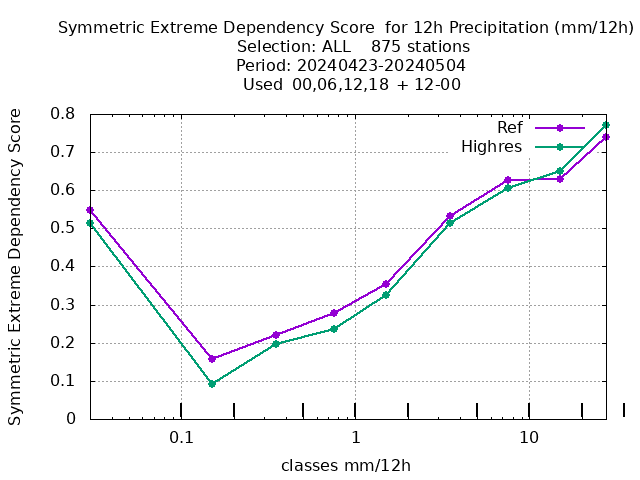 Symmetric Extreme Dependency Score  for 12h Precipitation (mm/12h)
Selection: ALL    875 stations
Period: 20240423-20240504
Used  00,06,12,18  + 12-00
Symmetric Extreme Dependency Score
Ref
Highres
0.8
0.7
0.6
0.5
0.4
0.3
0.2
0.1
0
0.1
1
10
classes mm/12h